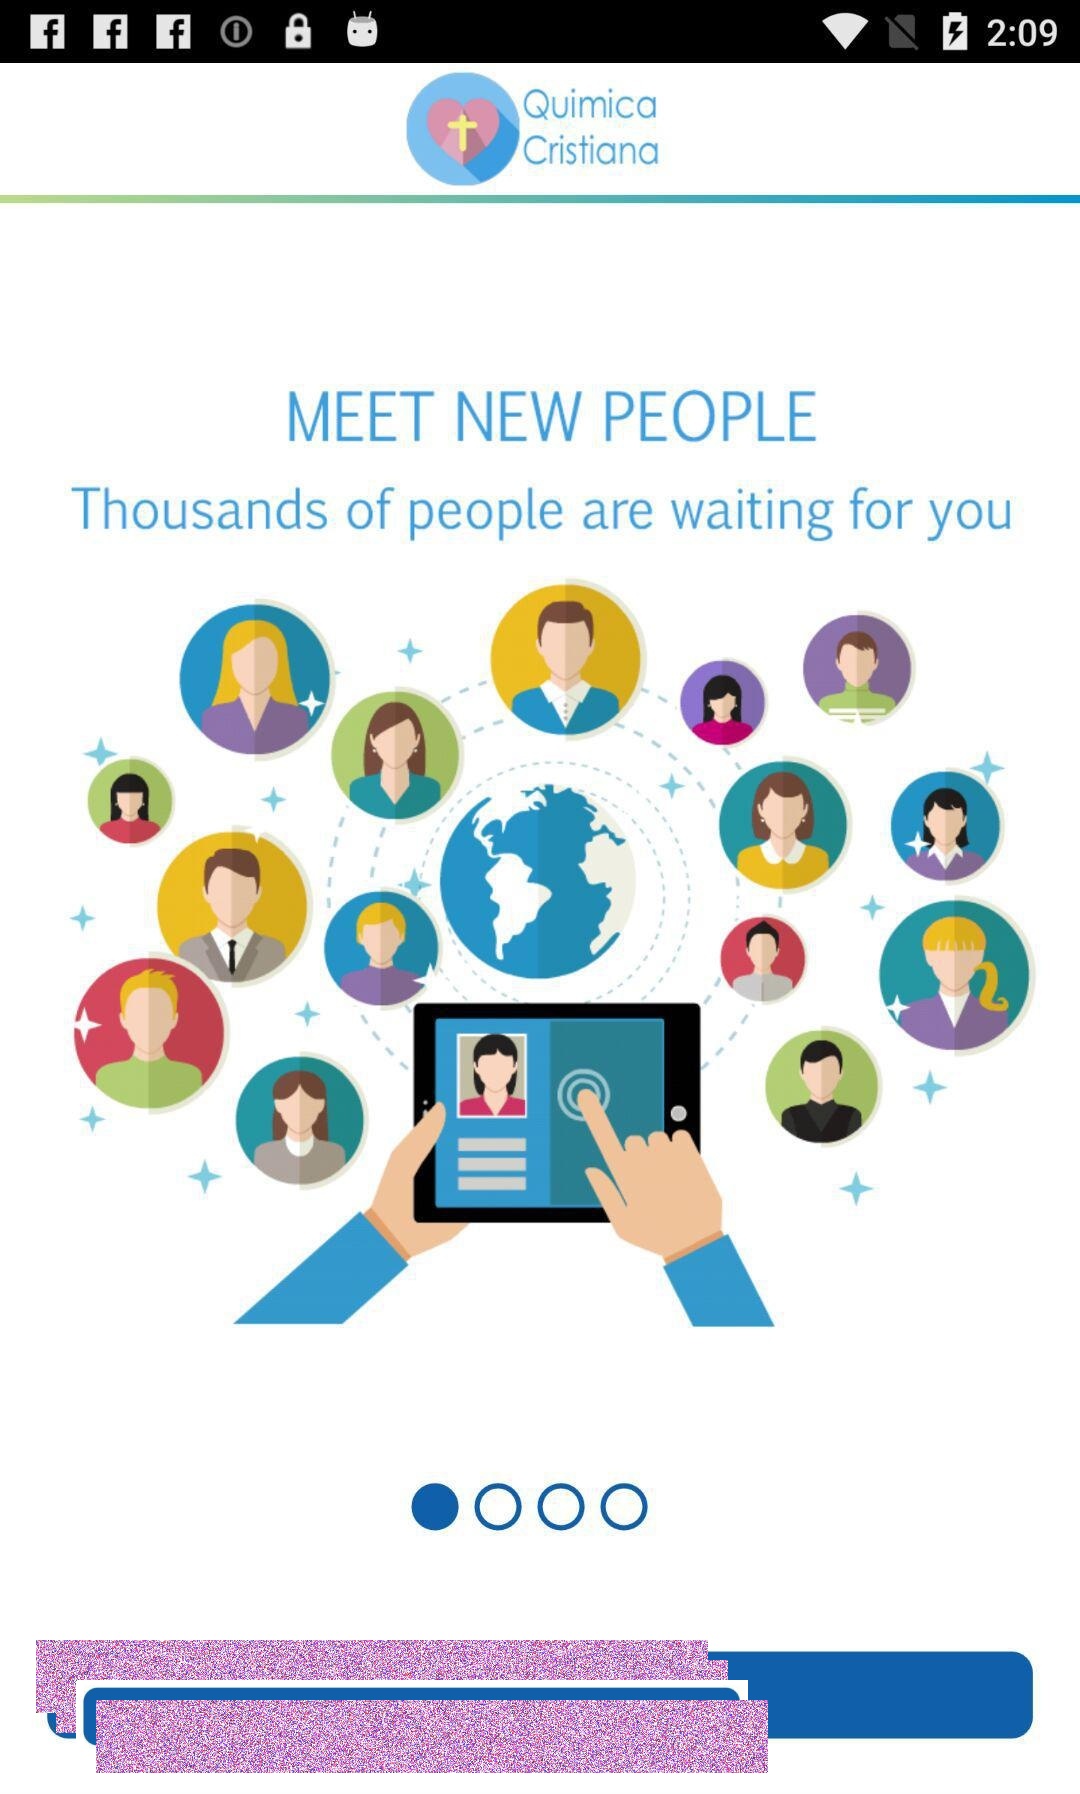 2:09
Quimica
Cristiana
MEET NEW PEOPLE
Thousands of people are waiting for you